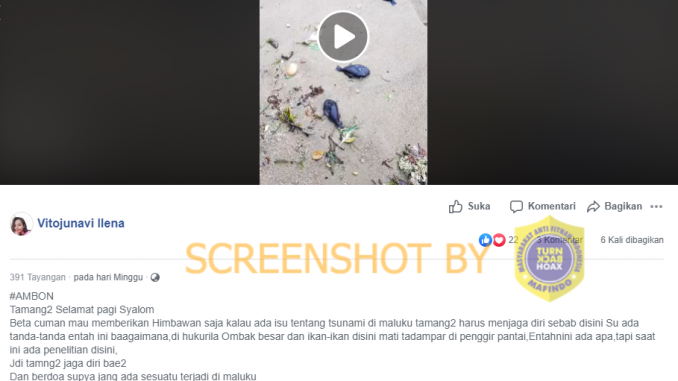 Suka Komentari Bagikan
Vitojunavi Ilena
22 3 Komentar 6 Kali dibagikan
SCREENSHOT BY
MASYARAKAT ANTI FITNAH INDONESIA
TURN
BACK
HOAX
MAFINDO
391 Tayangan · pada hari Minggu ·
#AMBON
Tamang2 Selamat pagi Syalom
Beta cuman mau memberikan Himbawan saja kalau ada isu tentang tsunami di maluku tamang2 harus menjaga diri sebab disini Su ada
tanda-tanda entah ini baagaimana,di hukurila Ombak besar dan ikan-ikan disini mati tadampar di penggir pantai,Entahnini ada apa,tapi saat
ini ada penelitian disini,
Jdi tamng2 jaga diri bae2
Dan berdoa supya jang ada sesuatu terjadi di maluku